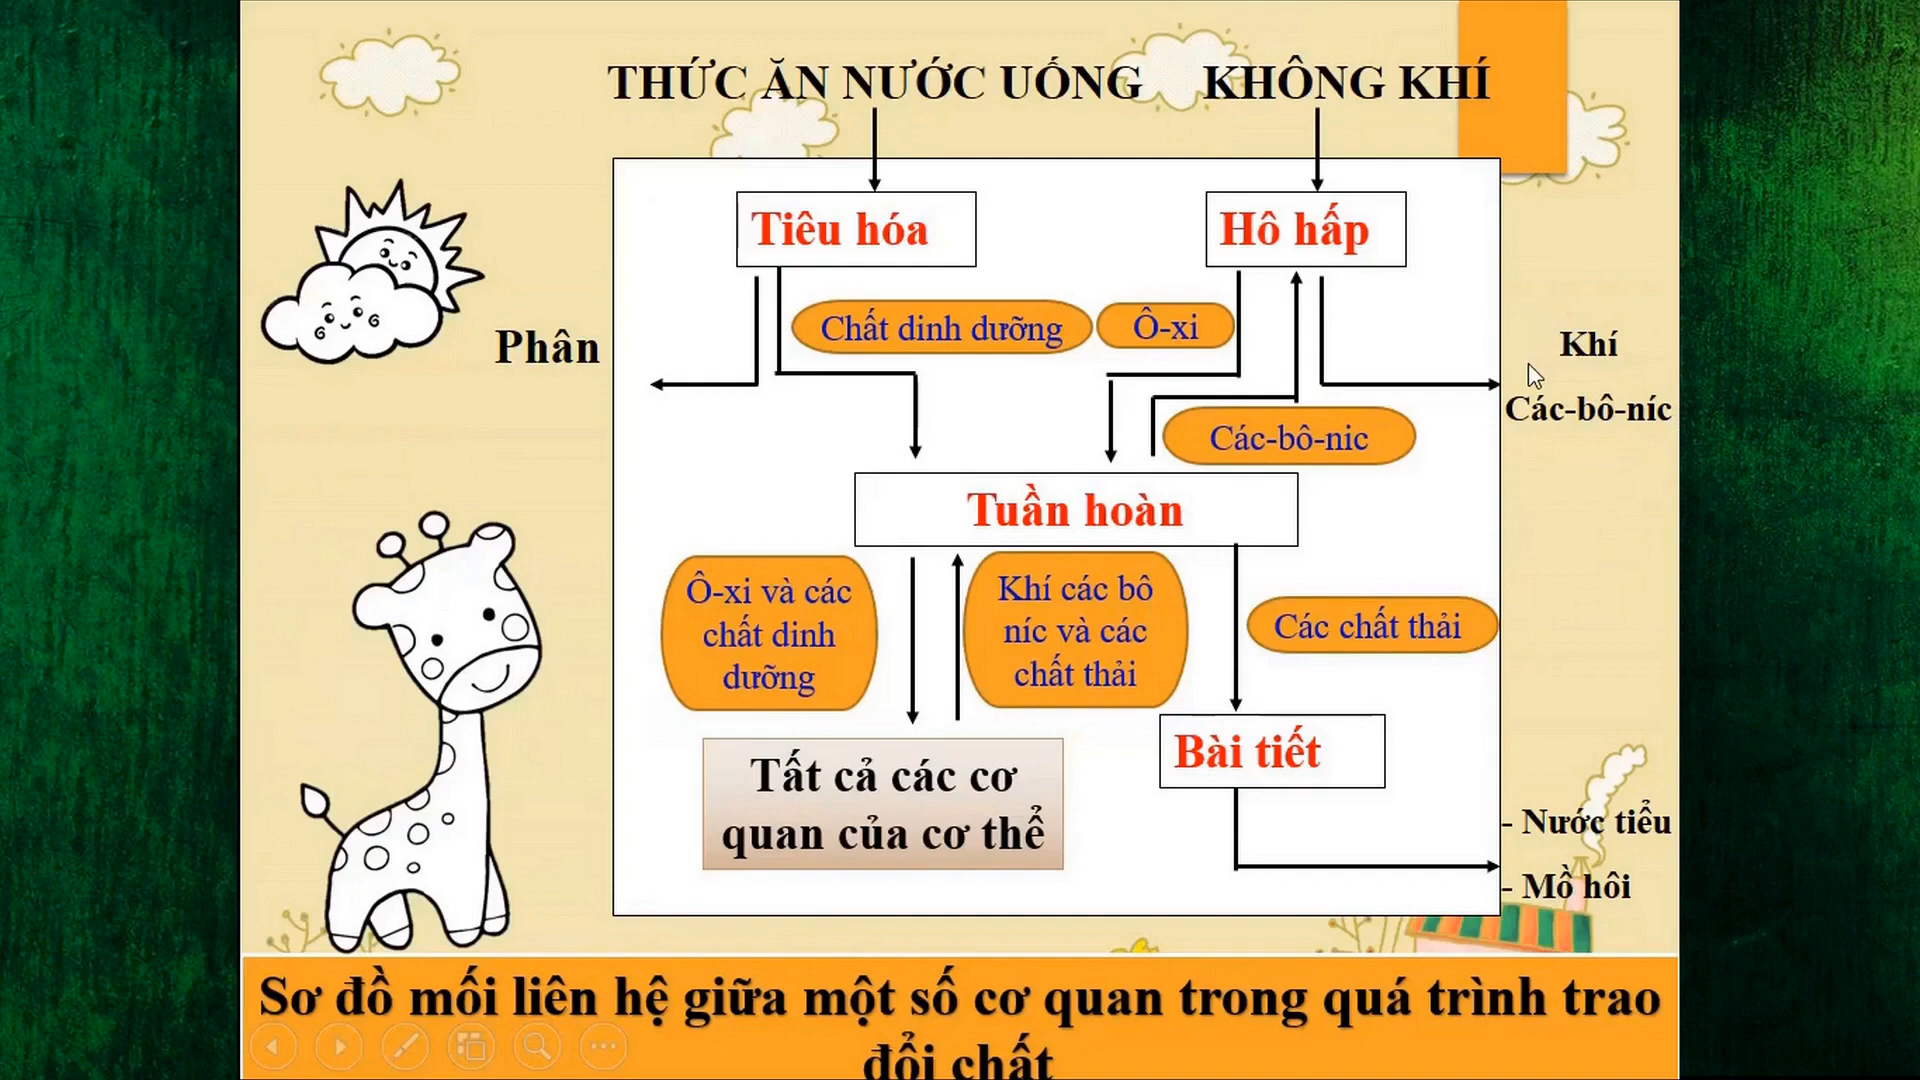 THỨC ĂN NƯỚC UỐNG
KHÔNG KHÍ
Tiêu hóa
Hô hấp
Phân
Chất dinh dưỡng
Ô-xi
Khí
Các-bô-níc
Các-bô-nic
Tuần hoàn
Ô-xi và các
chất dinh
dưỡng
Khí các bô
níc và các
chất thải
Các chất thải
Bài tiết
Tất cả các cơ
quan của cơ thể
- Nước tiểu
- Mồ hôi
Sơ đồ mối liên hệ giữa một số cơ quan trong quá trình trao
đổi chất